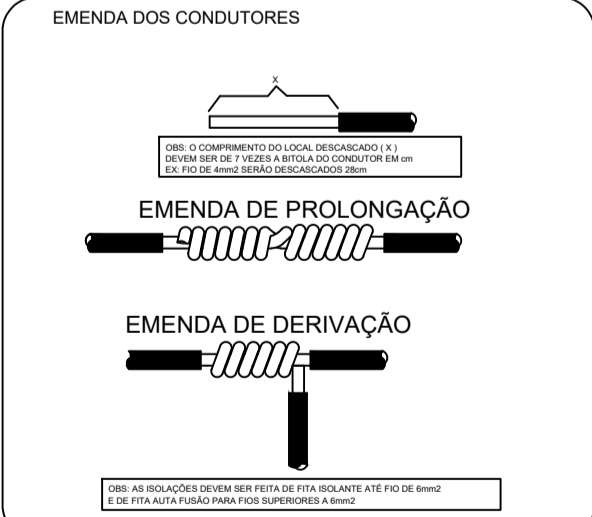 EMENDA DOS CONDUTORES
X
OBS: O COMPRIMENTO DO LOCAL DESCASCADO ( X )
DEVEM SER DE 7 VEZES A BITOLA DO CONDUTOR EM cm
EX: FIO DE 4mm2 SERÃO DESCASCADOS 28cm
EMENDA DE PROLONGAÇÃO
EMENDA DE DERIVAÇÃO
OBS: AS ISOLAÇÕES DEVEM SER FEITA DE FITA ISOLANTE ATÉ FIO DE 6mm2
E DE FITA AUTA FUSÃO PARA FIOS SUPERIORES A 6mm2